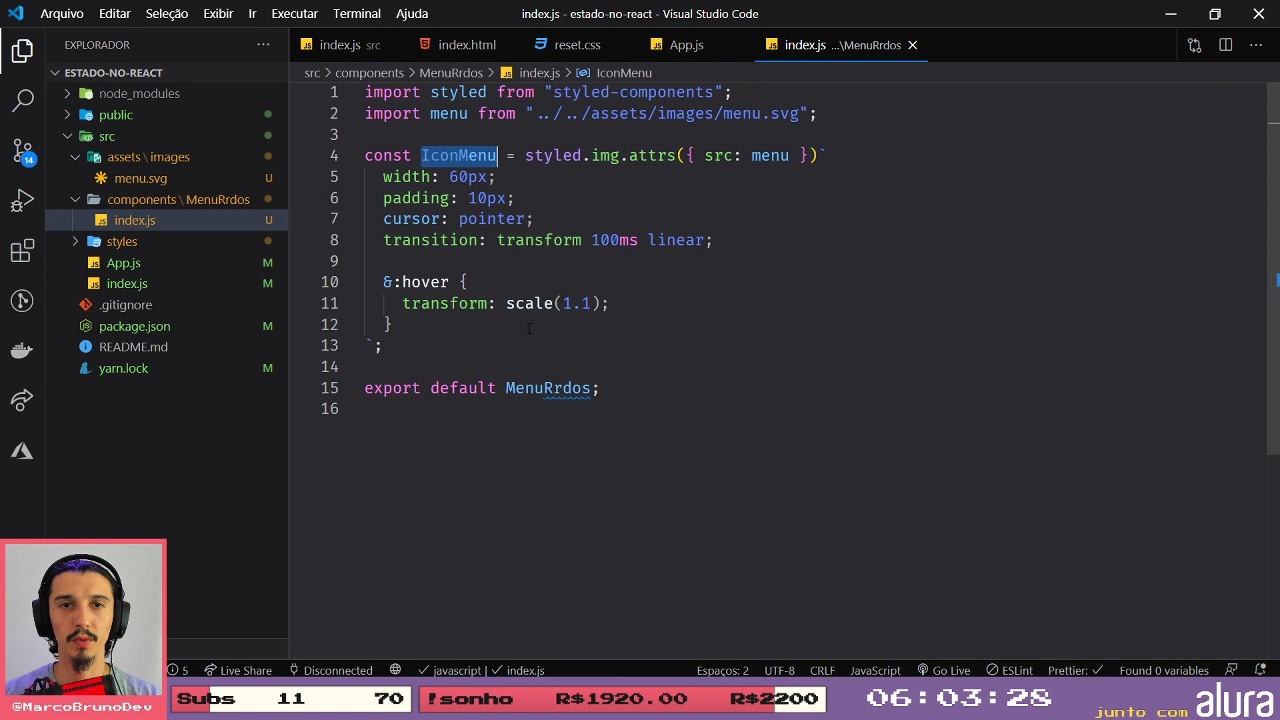 Arquivo Editar Seleção Exibir Ir Executar Terminal Ajuda
index.js - estado-no-react - Visual Studio Code
EXPLORADOR
index.js src
index.html
reset.css
App.js
index.js ...\MenuRrdos
ESTADO-NO-REACT
node_modules
public
src
assets \ images
menu.svg U
components \ MenuRrdos
index.js U
styles
App.js M
index.js M
.gitignore
package.json M
README.md
yarn.lock M
14
src > components > MenuRrdos > index.js > IconMenu
1 import styled from "styled-components";
2 import menu from "../../assets/images/menu.svg";
3
4 const IconMenu = styled.img.attrs({ src: menu })`
5 width: 60px;
6 padding: 10px;
7 cursor: pointer;
8 transition: transform 100ms linear;
9
10 &:hover {
11 transform: scale(1.1);
12 }
13 `;
14
15 export default MenuRrdos;
16
5 Live Share Disconnected javascript | index.js Espaços: 2 UTF-8 CRLF JavaScript Go Live ESLint Prettier: Found 0 variables
@MarcoBrunoDev
Subs 11 70
!sonho R$1920.00 R$2200
06:03:28
junto com alura